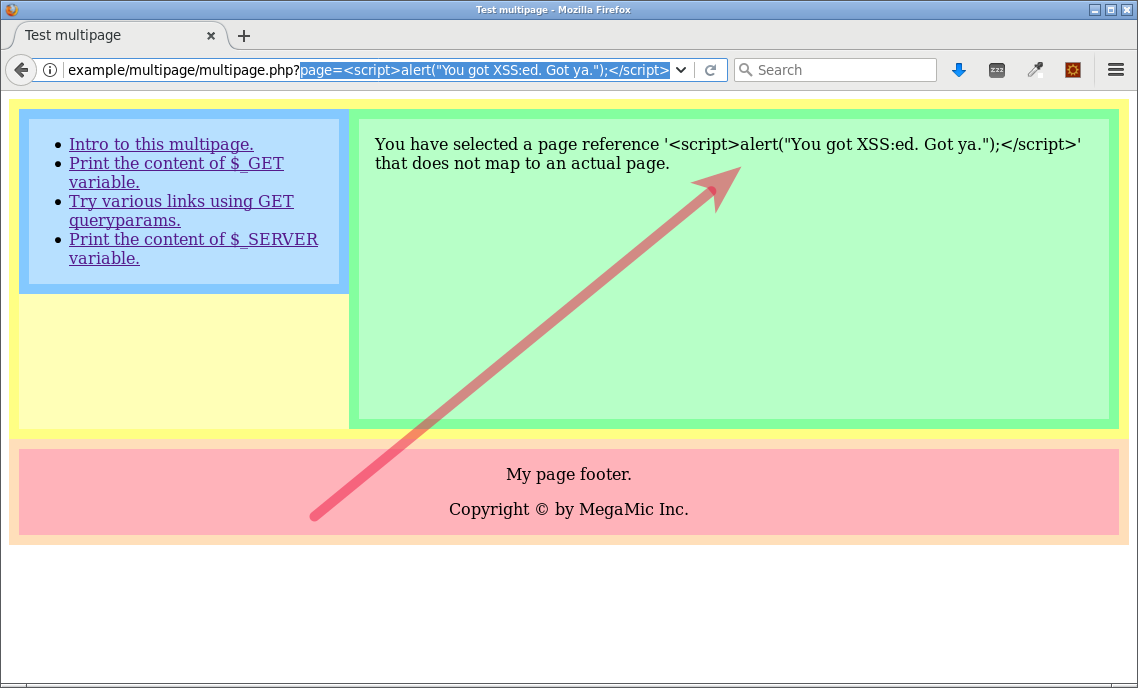 Test multipage - Mozilla Firefox
Test multipage
example/multipage/multipage.php?page=<script>alert("You got XSS:ed. Got ya.");</script>
Search
zzz
Intro to this multipage.
Print the content of $_GET
variable.
Try various links using GET
queryparams.
Print the content of $_SERVER
variable.
You have selected a page reference '<script>alert("You got XSS:ed. Got ya.");</script>'
that does not map to an actual page.
My page footer.
Copyright © by MegaMic Inc.